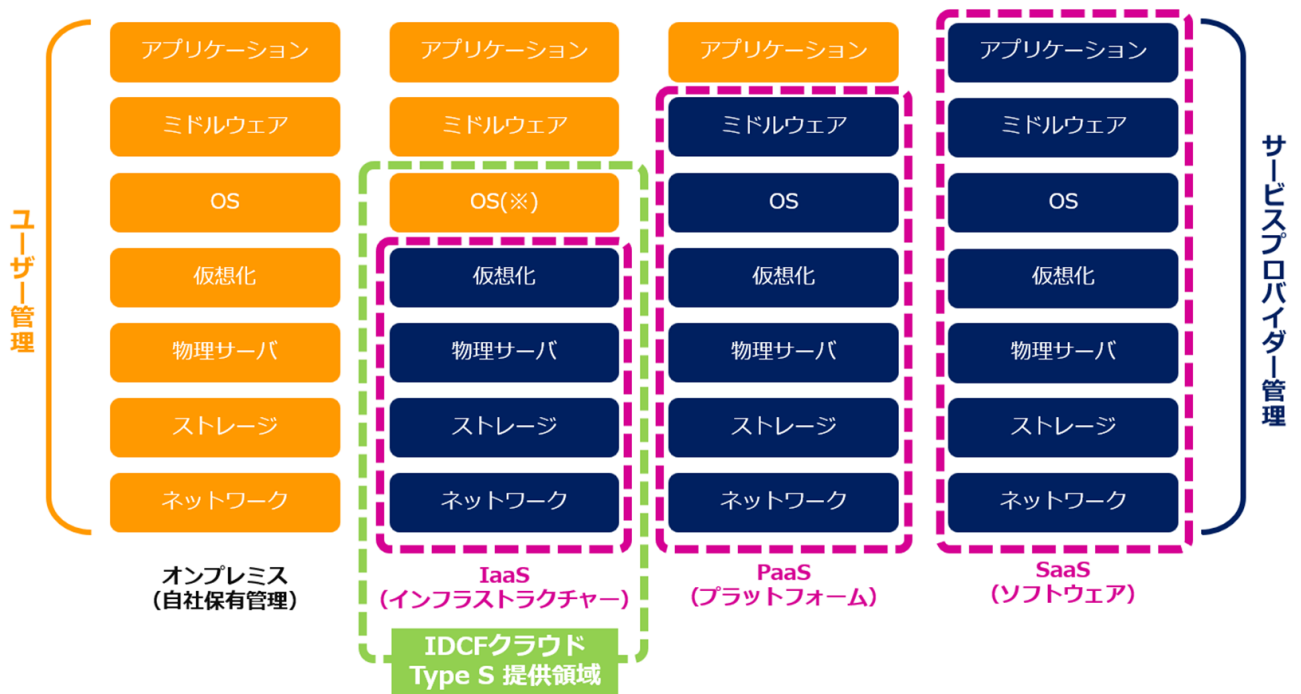 ユーザー管理
アプリケーション
ミドルウェア
OS
仮想化
物理サーバ
ストレージ
ネットワーク
オンプレミス
（自社保有管理）
アプリケーション
ミドルウェア
OS(※)
仮想化
物理サーバ
ストレージ
ネットワーク
IaaS
（インフラストラクチャー）
IDCFクラウド
Type S 提供領域
アプリケーション
ミドルウェア
OS
仮想化
物理サーバ
ストレージ
ネットワーク
PaaS
（プラットフォーム）
アプリケーション
ミドルウェア
OS
仮想化
物理サーバ
ストレージ
ネットワーク
SaaS
（ソフトウェア）
サービスプロバイダー管理